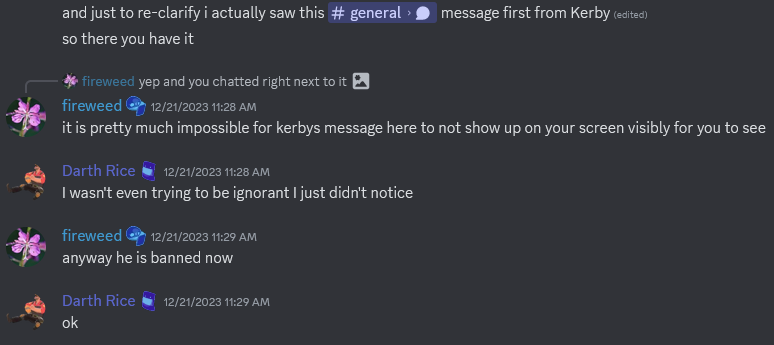 and just to re-clarify i actually saw this # general › message first from Kerby (edited)
so there you have it
fireweed yep and you chatted right next to it
fireweed 12/21/2023 11:28 AM
it is pretty much impossible for kerbys message here to not show up on your screen visibly for you to see
Darth Rice 12/21/2023 11:28 AM
I wasn't even trying to be ignorant I just didn't notice
fireweed 12/21/2023 11:29 AM
anyway he is banned now
Darth Rice 12/21/2023 11:29 AM
ok